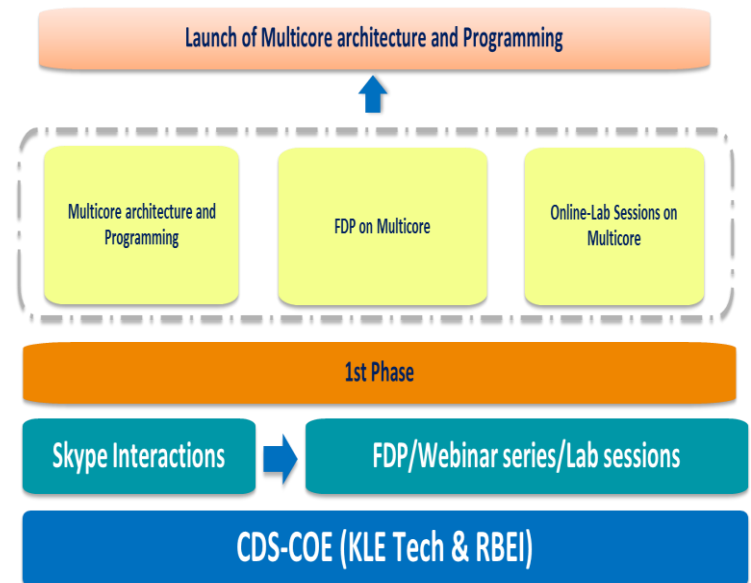 Launch of Multicore architecture and Programming
Multicore architecture and
Programming
FDP on Multicore
Online-Lab Sessions on
Multicore
1st Phase
Skype Interactions
FDP/Webinar series/Lab sessions
CDS-COE (KLE Tech & RBEI)